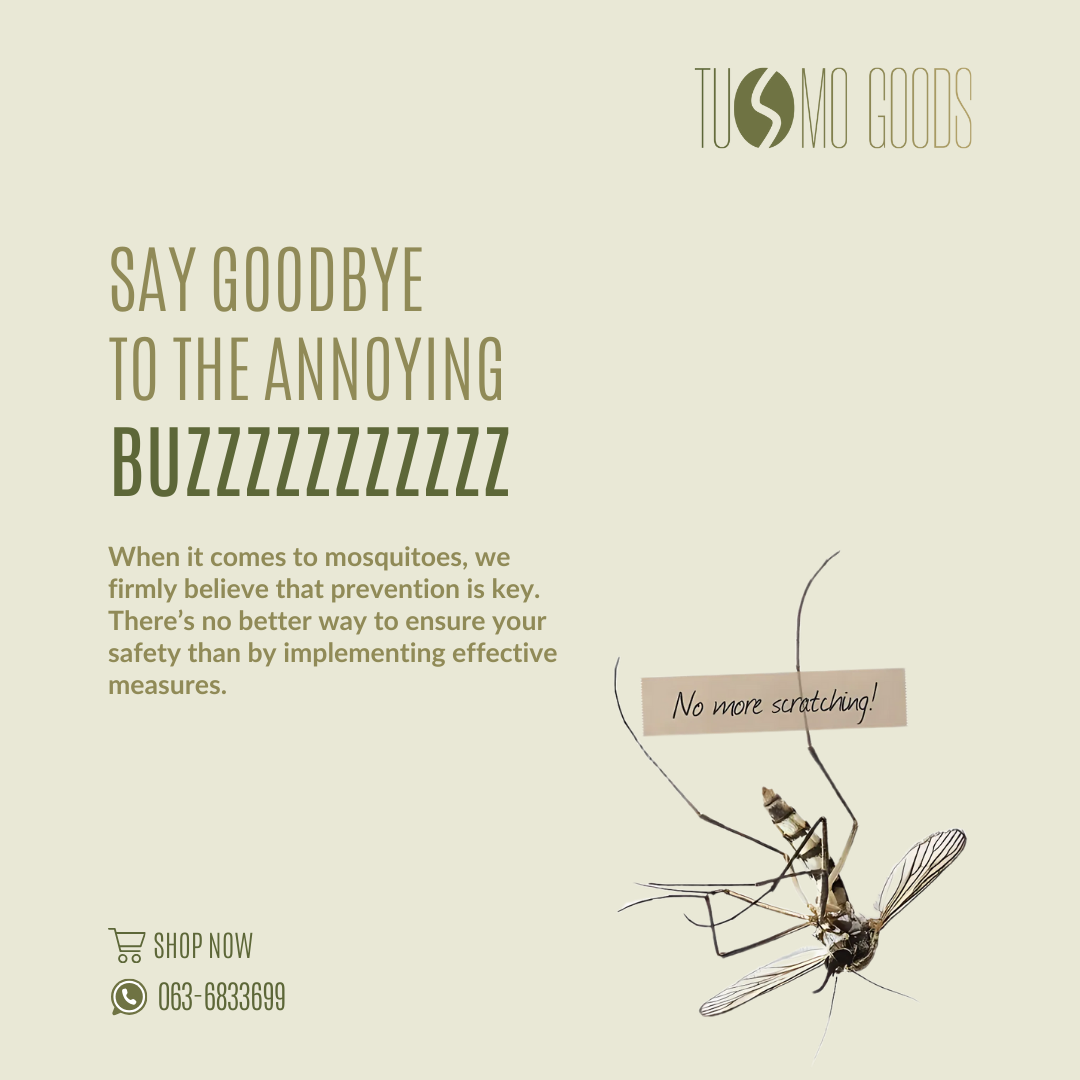 TUSMO GOODS
SAY GOODBYE
TO THE ANNOYING
BUZZZZZZZZZZZ
When it comes to mosquitoes, we
firmly believe that prevention is key.
There’s no better way to ensure your
safety than by implementing effective
measures.
No more scratching!
SHOP NOW
063-6833699